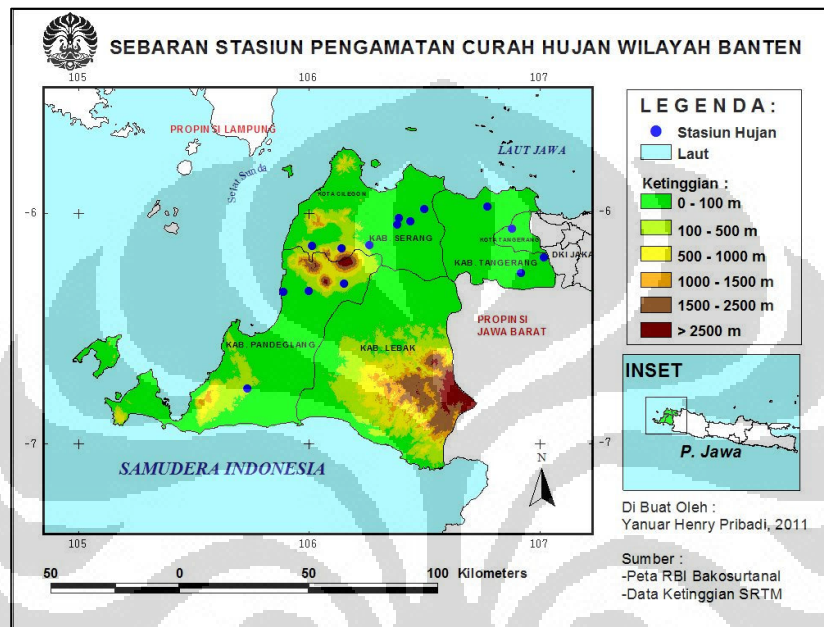 SEBARAN STASIUN PENGAMATAN CURAH HUJAN WILAYAH BANTEN
105
106
107
PROPINSI LAMPUNG
LAUT JAWA
Selat Sunda
KOTA CILEGON
-6
-6
KAB. SERANG
KOTA TANGERANG
KAB. TANGERANG
DKI JAKA
PROPINSI
JAWA BARAT
KAB. PANDEGLANG
KAB. LEBAK
-7
-7
SAMUDERA INDONESIA
N
105
106
107
50
0
50
100
Kilometers
LEGENDA :
Stasiun Hujan
Laut
Ketinggian :
0 - 100 m
100 - 500 m
500 - 1000 m
1000 - 1500 m
1500 - 2500 m
> 2500 m
INSET
P. Jawa
Di Buat Oleh :
Yanuar Henry Pribadi, 2011
Sumber :
-Peta RBI Bakosurtanal
-Data Ketinggian SRTM